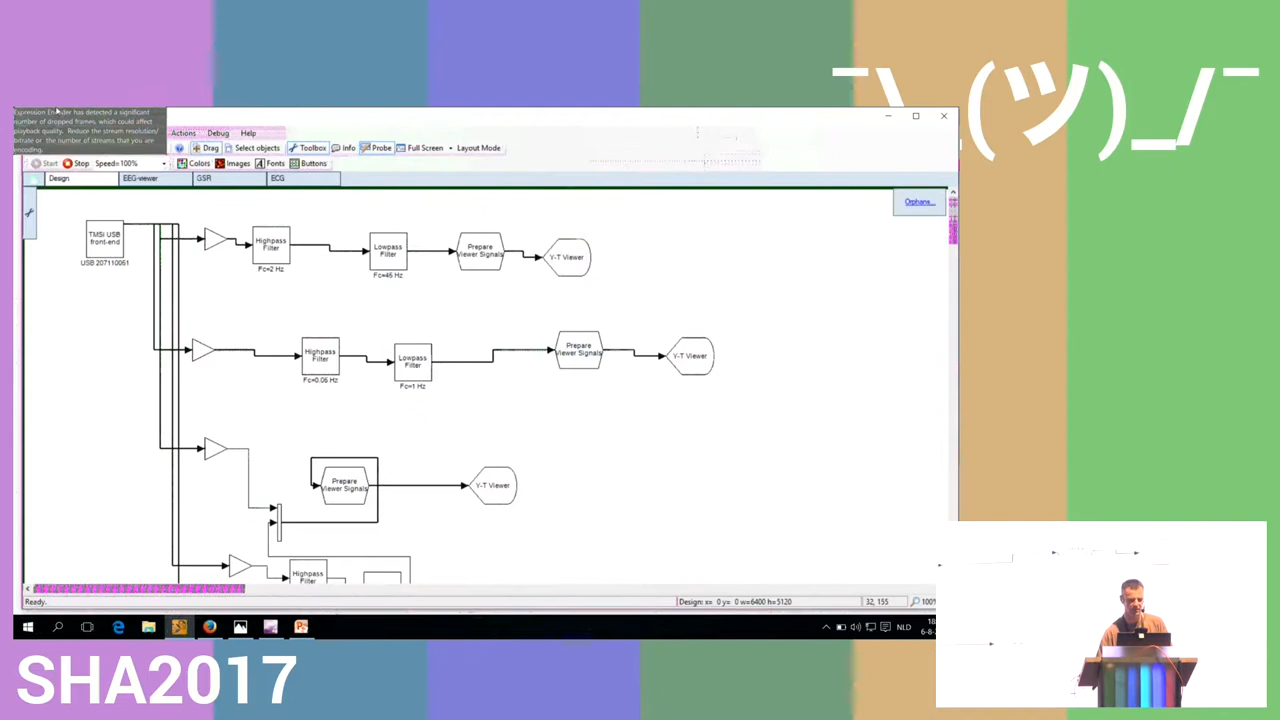 ¯\_(ツ)_/¯
Expression Encoder has detected a significant
number of dropped frames, which could affect
playback quality. Reduce the stream resolution/
bitrate or the number of streams that you are
encoding.
Actions Debug Help
Drag Select objects Toolbox Info Probe Full Screen Layout Mode
Start Stop Speed=100% Colors Images Fonts Buttons
Design EEG-viewer GSR ECG
Orphans...
TMSi USB
front-end
USB 207110061
Highpass
Filter
Fc=2 Hz
Lowpass
Filter
Fc=45 Hz
Prepare
Viewer Signals
Y-T Viewer
Highpass
Filter
Fc=0.05 Hz
Lowpass
Filter
Fc=1 Hz
Prepare
Viewer Signals
Y-T Viewer
Prepare
Viewer Signals
Y-T Viewer
Highpass
Filter
Ready. Design: x= 0 y= 0 w=6400 h=5120 32, 155 100%
NLD
SHA2017